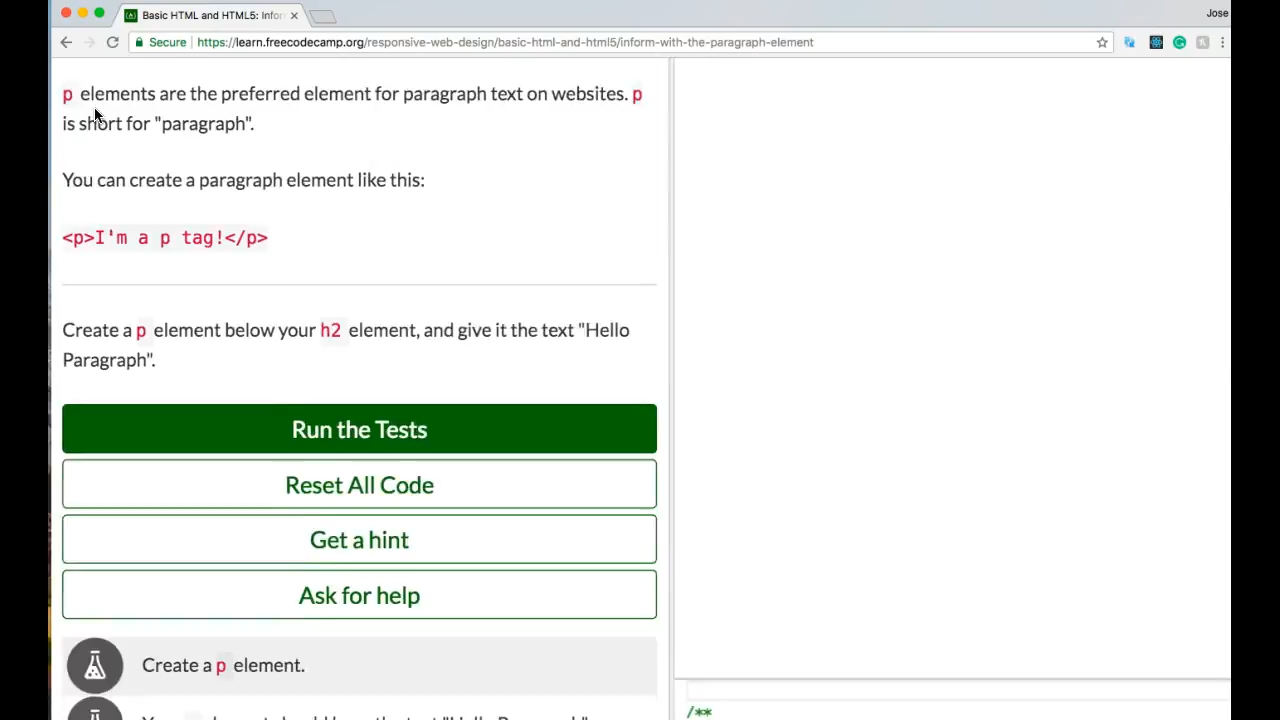 Basic HTML and HTML5: Infor
Jose
Secure
https://learn.freecodecamp.org/responsive-web-design/basic-html-and-html5/inform-with-the-paragraph-element
p elements are the preferred element for paragraph text on websites. p
is short for "paragraph".
You can create a paragraph element like this:
<p>I'm a p tag!</p>
Create a p element below your h2 element, and give it the text "Hello
Paragraph".
Run the Tests
Reset All Code
Get a hint
Ask for help
Create a p element.
/**